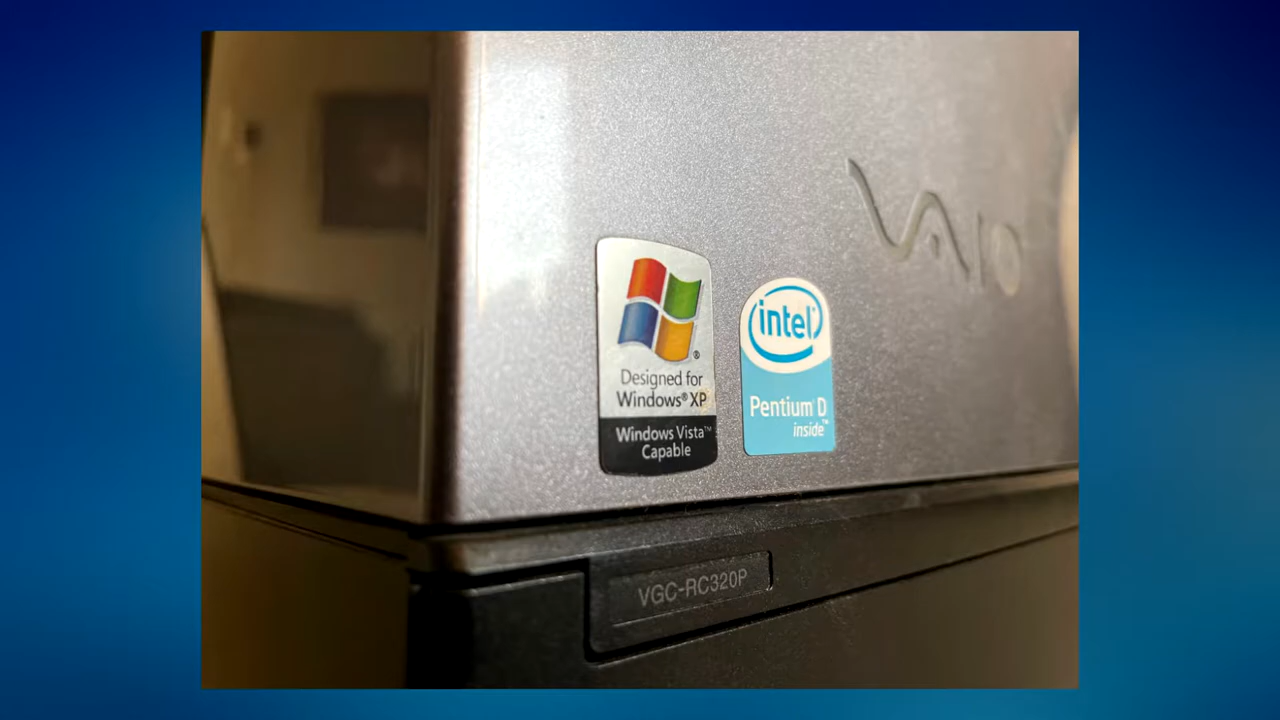 VAIO
Designed for
Windows® XP
Windows Vista™
Capable
intel®
Pentium® D
inside™
VGC-RC320P